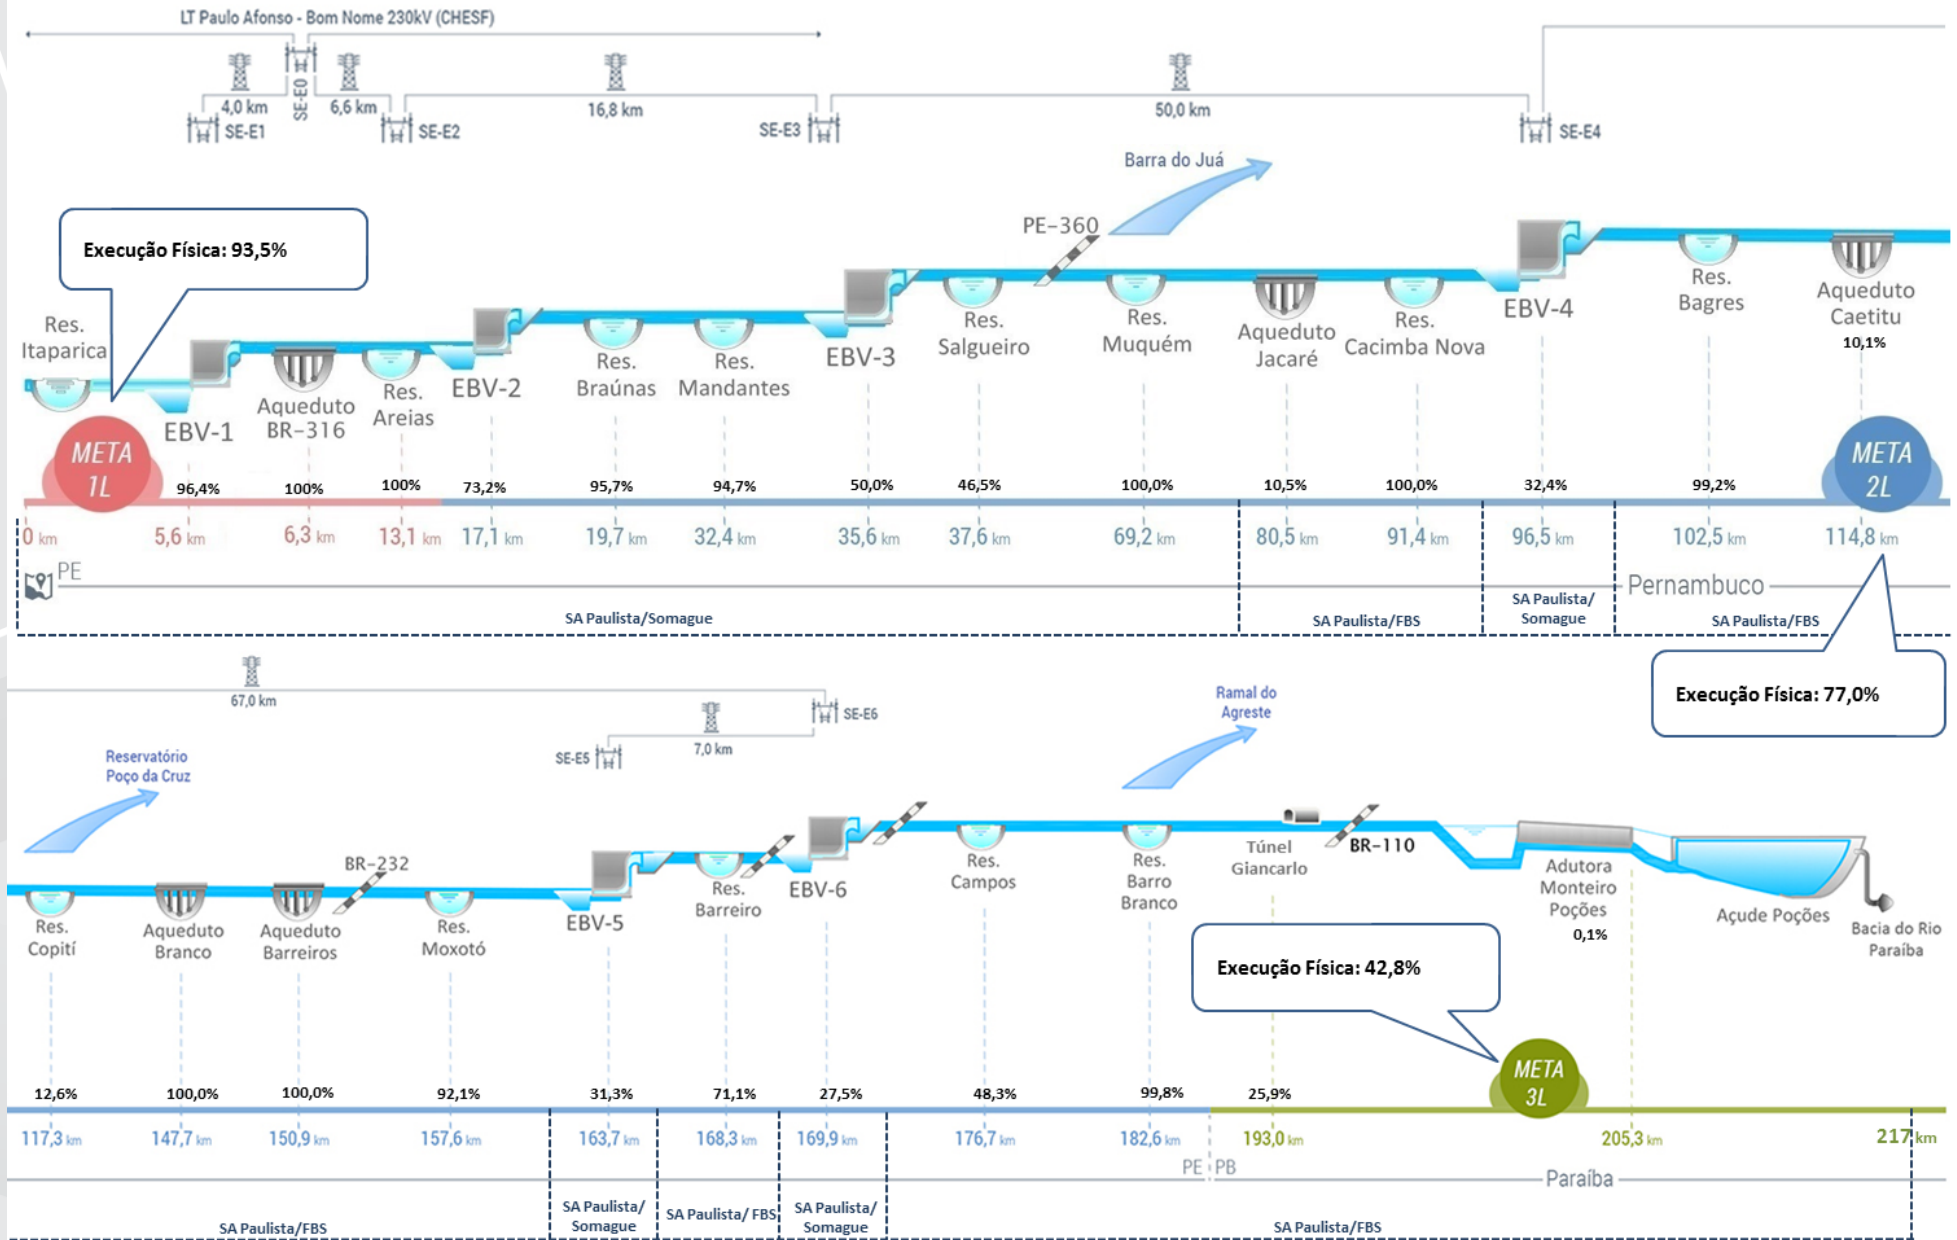 LT Paulo Afonso - Bom Nome 230kV (CHESF)
4,0 km
SE-E0
6,6 km
16,8 km
50,0 km
SE-E1
SE-E2
SE-E3
SE-E4
Barra do Juá
PE-360
Execução Física: 93,5%
Res.
Itaparica
EBV-1
Aqueduto
BR-316
Res.
Areias
EBV-2
Res.
Braúnas
Res.
Mandantes
EBV-3
Res.
Salgueiro
Res.
Muquém
Aqueduto
Jacaré
Res.
Cacimba Nova
EBV-4
Res.
Bagres
Aqueduto
Caetitu
10,1%
META
1L
META
2L
96,4%
100%
100%
73,2%
95,7%
94,7%
50,0%
46,5%
100,0%
10,5%
100,0%
32,4%
99,2%
0 km
5,6 km
6,3 km
13,1 km
17,1 km
19,7 km
32,4 km
35,6 km
37,6 km
69,2 km
80,5 km
91,4 km
96,5 km
102,5 km
114,8 km
PE
Pernambuco
SA Paulista/Somague
SA Paulista/FBS
SA Paulista/
Somague
SA Paulista/FBS
Execução Física: 77,0%
67,0 km
SE-E6
7,0 km
SE-E5
Ramal do
Agreste
Reservatório
Poço da Cruz
BR-232
BR-110
Res.
Copití
Aqueduto
Branco
Aqueduto
Barreiros
Res.
Moxotó
EBV-5
Res.
Barreiro
EBV-6
Res.
Campos
Res.
Barro
Branco
Túnel
Giancarlo
Adutora
Monteiro
Poções
0,1%
Açude Poções
Bacia do Rio
Paraíba
Execução Física: 42,8%
META
3L
12,6%
100,0%
100,0%
92,1%
31,3%
71,1%
27,5%
48,3%
99,8%
25,9%
117,3 km
147,7 km
150,9 km
157,6 km
163,7 km
168,3 km
169,9 km
176,7 km
182,6 km
193,0 km
205,3 km
217 km
PE
PB
Paraíba
SA Paulista/FBS
SA Paulista/
Somague
SA Paulista/ FBS
SA Paulista/
Somague
SA Paulista/FBS